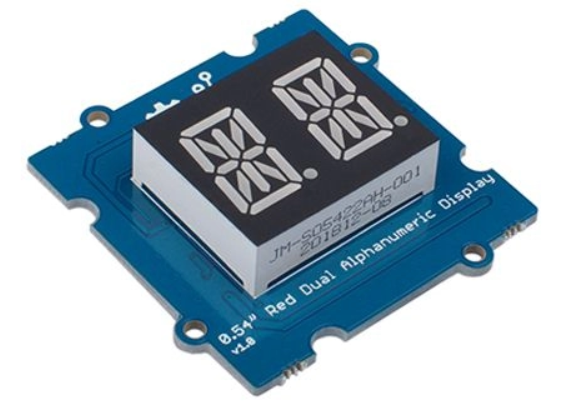 JM-S05422AH-001
201812-08
0.54" Red Dual Alphanumeric Display
v1.0